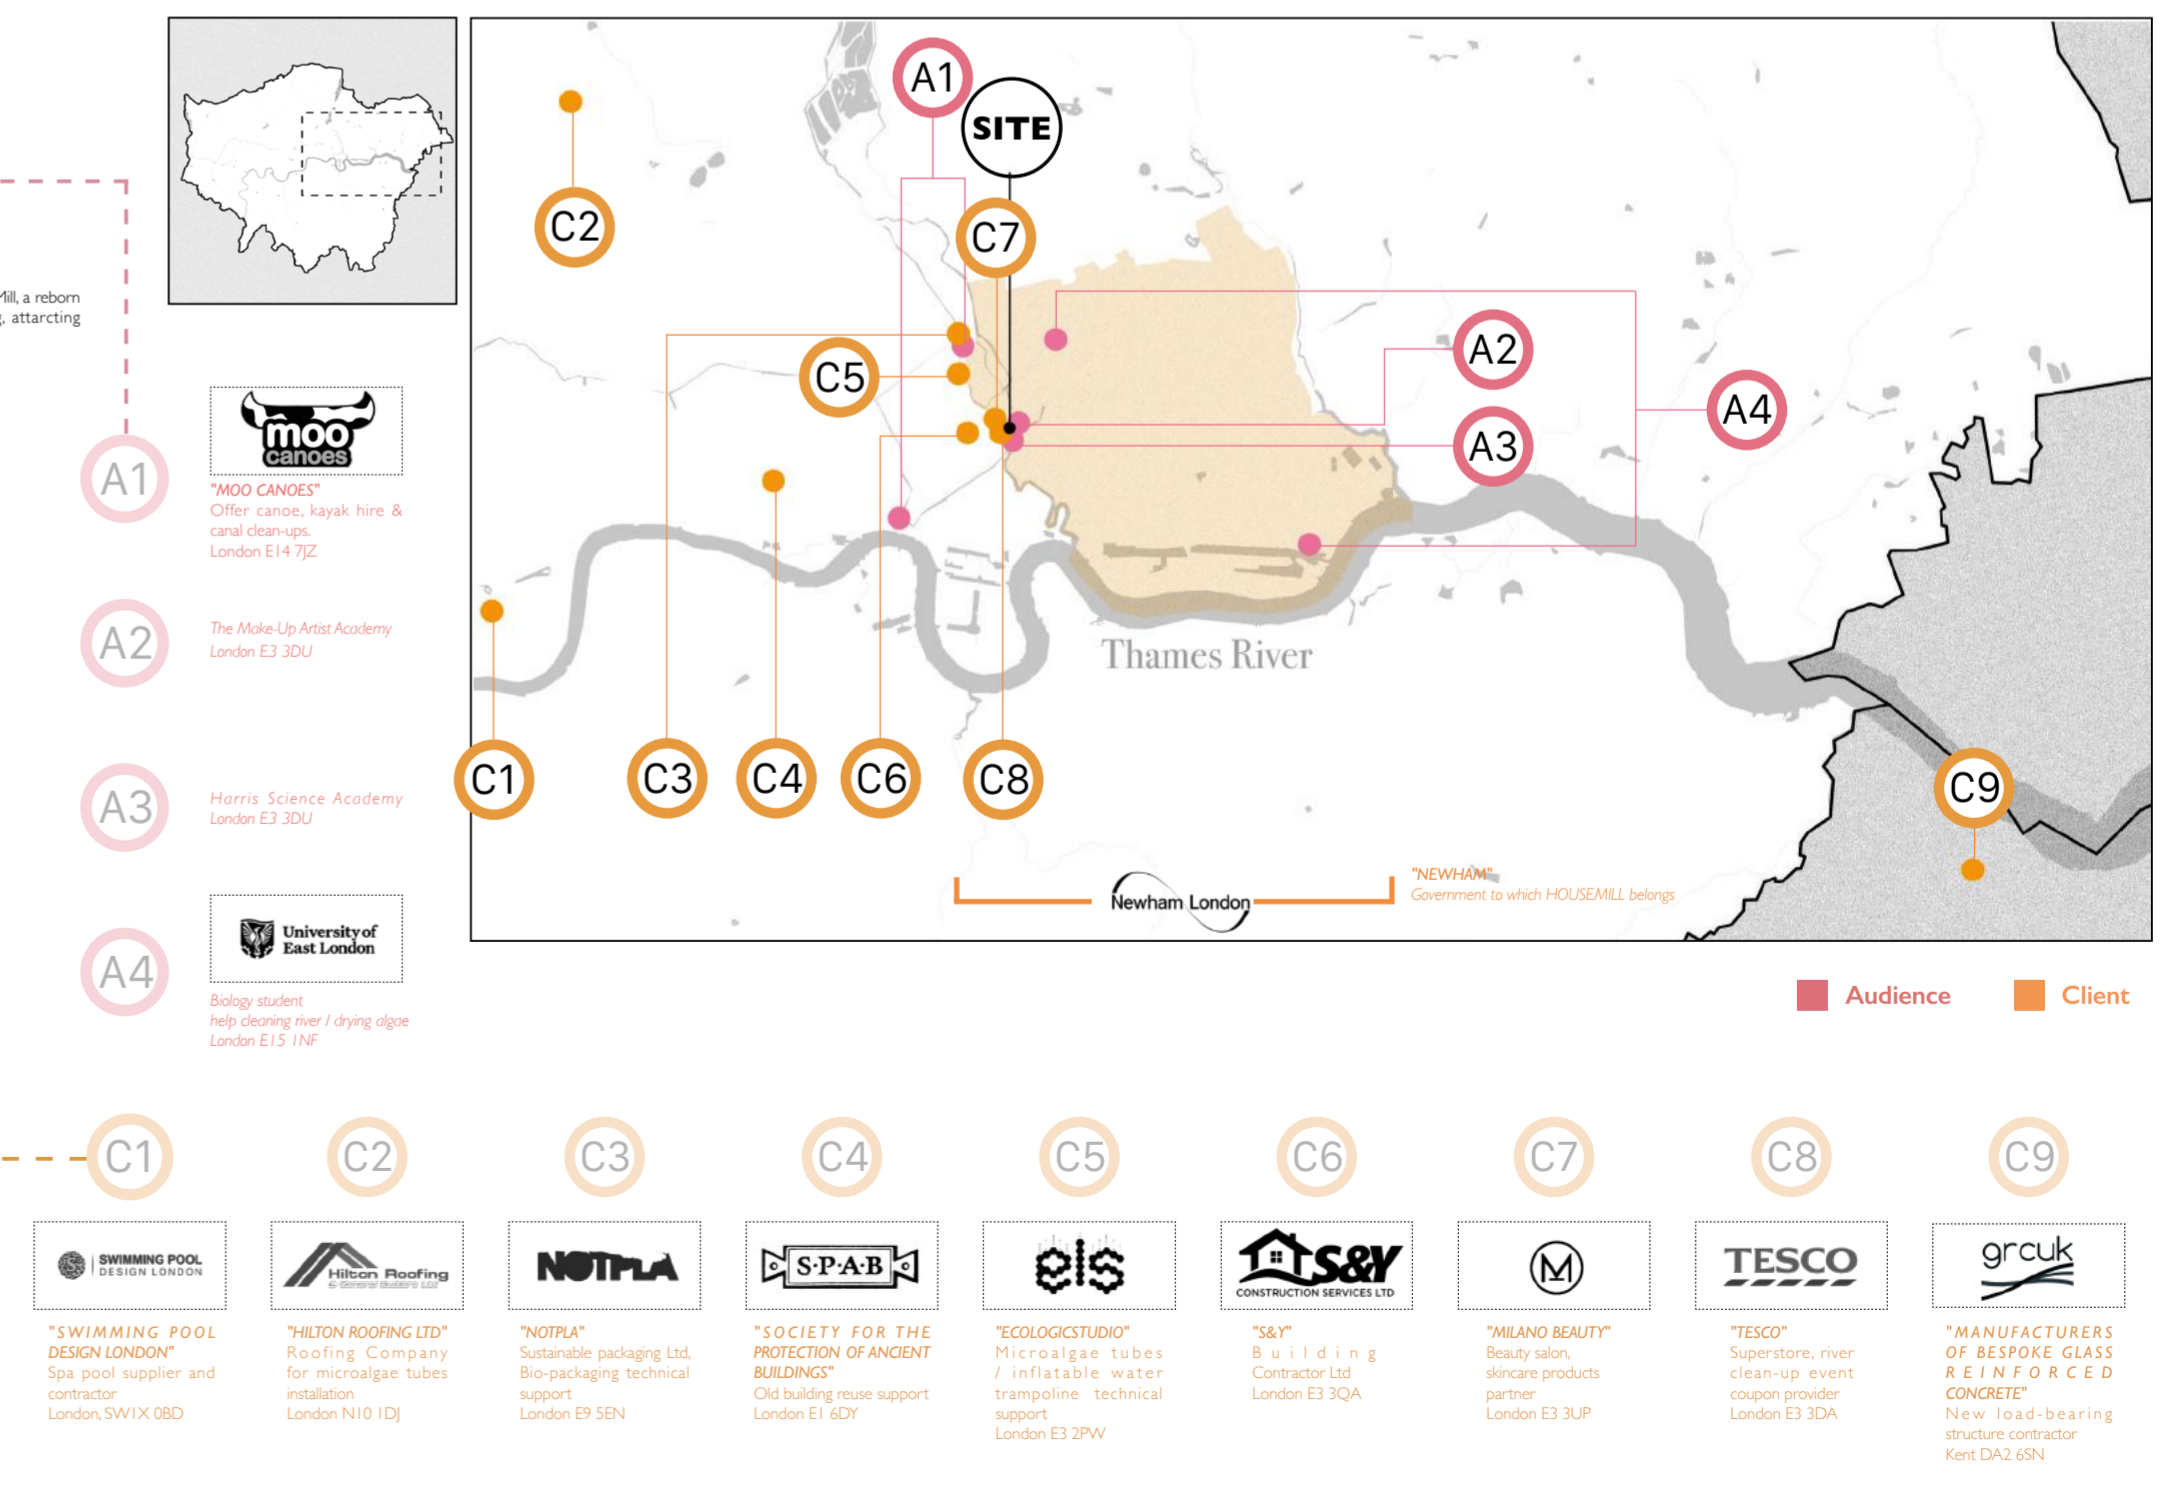 Mill, a reborn
g, attarcting
A1
SITE
C2
C7
A2
C5
A3
A4
Thames River
C1
C3
C4
C6
C8
C9
"NEWHAM"
Government to which HOUSEMILL belongs
Newham London
Audience
Client
A1
moo
canoes
"MOO CANOES"
Offer canoe, kayak hire &
canal clean-ups.
London E14 7JZ
A2
The Make-Up Artist Academy
London E3 3DU
A3
Harris Science Academy
London E3 3DU
A4
University of
East London
Biology student
help cleaning river / drying algae
London E15 1NF
C1
SWIMMING POOL
DESIGN LONDON
"SWIMMING POOL
DESIGN LONDON"
Spa pool supplier and
contractor
London, SW1X 0BD
C2
Hilton Roofing
& General Builders Ltd
"HILTON ROOFING LTD"
Roofing Company
for microalgae tubes
installation
London N10 1DJ
C3
NOTPLA
"NOTPLA"
Sustainable packaging Ltd,
Bio-packaging technical
support
London E9 5EN
C4
S·P·A·B
"SOCIETY FOR THE
PROTECTION OF ANCIENT
BUILDINGS"
Old building reuse support
London E1 6DY
C5
els
"ECOLOGICSTUDIO"
Microalgae tubes
/ inflatable water
trampoline technical
support
London E3 2PW
C6
S&Y
CONSTRUCTION SERVICES LTD
"S&Y"
Building
Contractor Ltd
London E3 3QA
C7
M
"MILANO BEAUTY"
Beauty salon,
skincare products
partner
London E3 3UP
C8
TESCO
"TESCO"
Superstore, river
clean-up event
coupon provider
London E3 3DA
C9
grcuk
"MANUFACTURERS
OF BESPOKE GLASS
REINFORCED
CONCRETE"
New load-bearing
structure contractor
Kent DA2 6SN